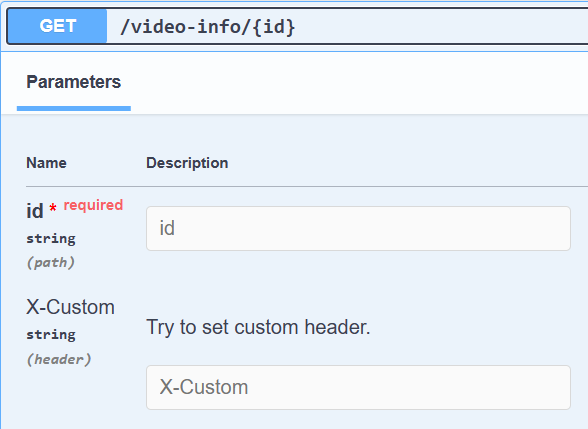 GET /video-info/{id}
Parameters
Name Description
id * required
string
(path)
id
X-Custom
string
(header)
Try to set custom header.
X-Custom